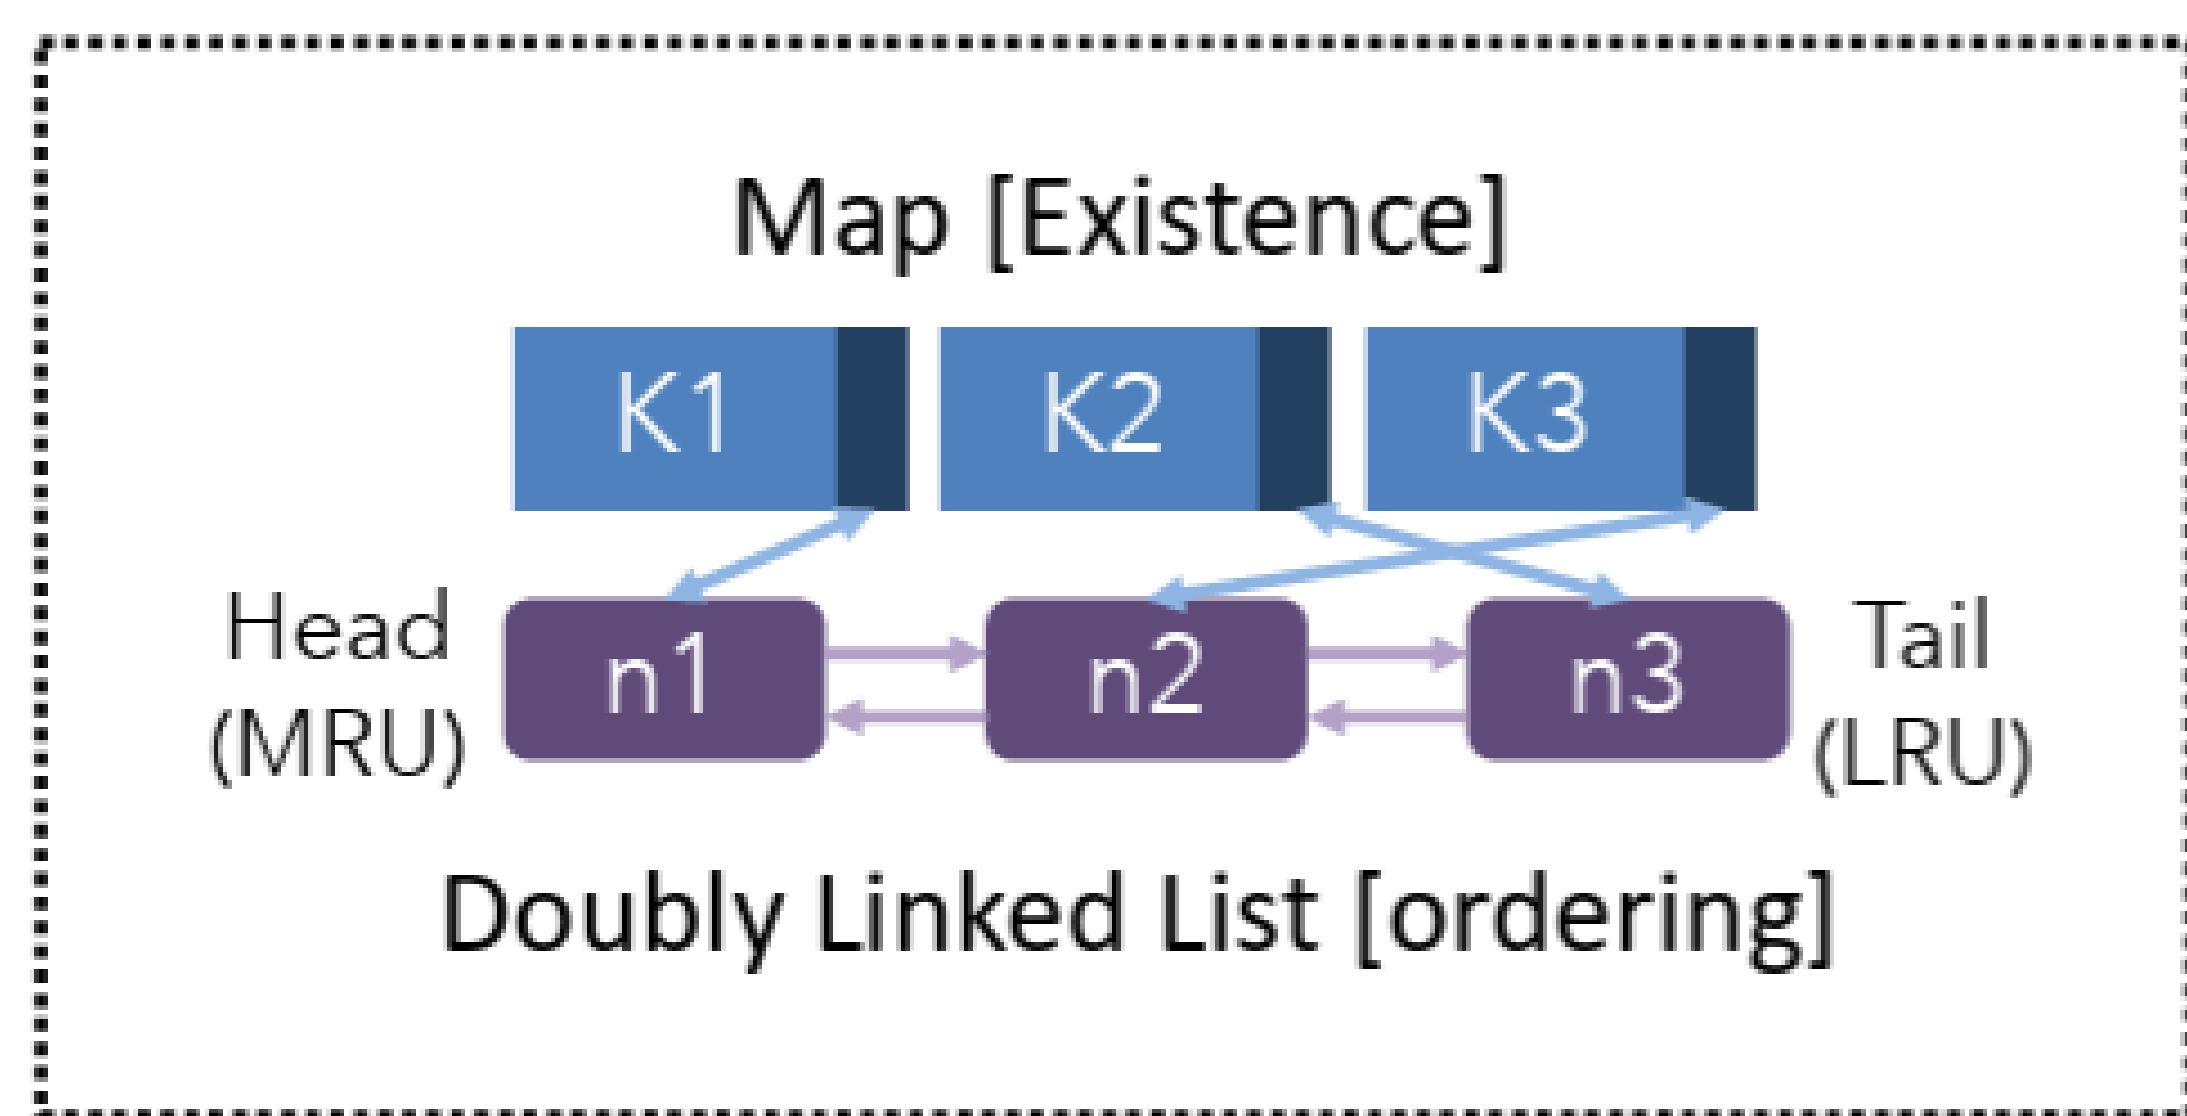 Map [Existence]
K1 K2 K3
Head
(MRU)
n1 n2 n3
Tail
(LRU)
Doubly Linked List [ordering]